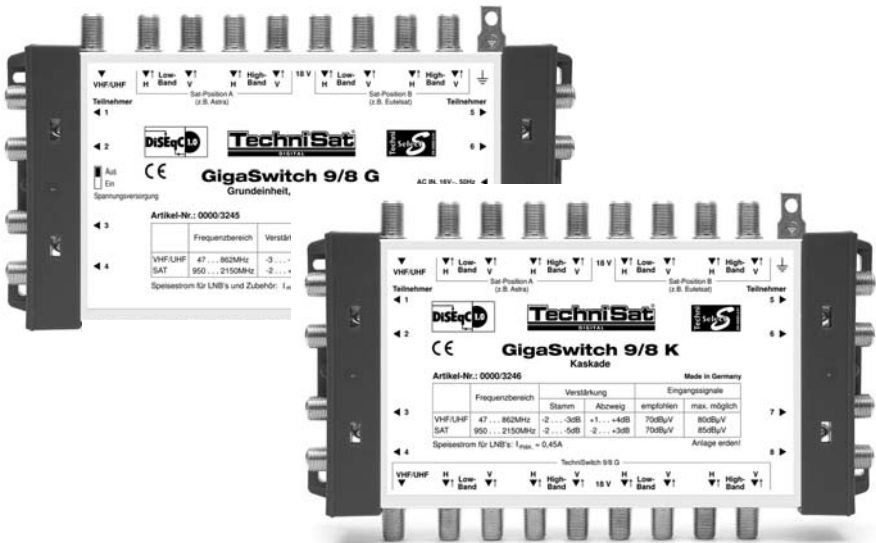 VHF/UHF H Low-Band V H High-Band V 18 V H Low-Band V H High-Band V
Sat-Position A
(z.B. Astra)
Sat-Position B
(z.B. Eutelsat)
Teilnehmer
Teilnehmer
◄ 1
5 ►
◄ 2
6 ►
DiSEqC 1.0
TechniSat
DIGITAL
Techni
Select
CE
Aus
Ein
Spannungsversorgung
GigaSwitch 9/8 G
Grundeinheit,
AC IN, 16V~, 50Hz ◄
Artikel-Nr.: 0000/3245
Frequenzbereich
VHF/UHF 47 . . . 862MHz
SAT 950 . . . 2150MHz
◄ 3
◄ 4
Speisestrom für LNB's und Zubehör:
VHF/UHF H Low-Band V H High-Band V 18 V H Low-Band V H High-Band V
Sat-Position A
(z.B. Astra)
Sat-Position B
(z.B. Eutelsat)
Teilnehmer
Teilnehmer
◄ 1
5 ►
◄ 2
6 ►
DiSEqC 1.0
TechniSat
DIGITAL
Techni
Select
CE
GigaSwitch 9/8 K
Kaskade
Artikel-Nr.: 0000/3246
Made in Germany
Frequenzbereich Verstärkung Eingangssignale
Stamm Abzweig empfohlen max. möglich
VHF/UHF 47 . . . 862MHz -2 . . . -3dB +1 . . . +4dB 70dBµV 80dBµV
SAT 950 . . . 2150MHz -2 . . . -5dB -2 . . . +3dB 70dBµV 85dBµV
◄ 3
7 ►
◄ 4
8 ►
Speisestrom für LNB's: I max. = 0,45A
Anlage erden!
TechniSwitch 9/8 G
VHF/UHF H Low-Band V H High-Band V 18 V H Low-Band V H High-Band V